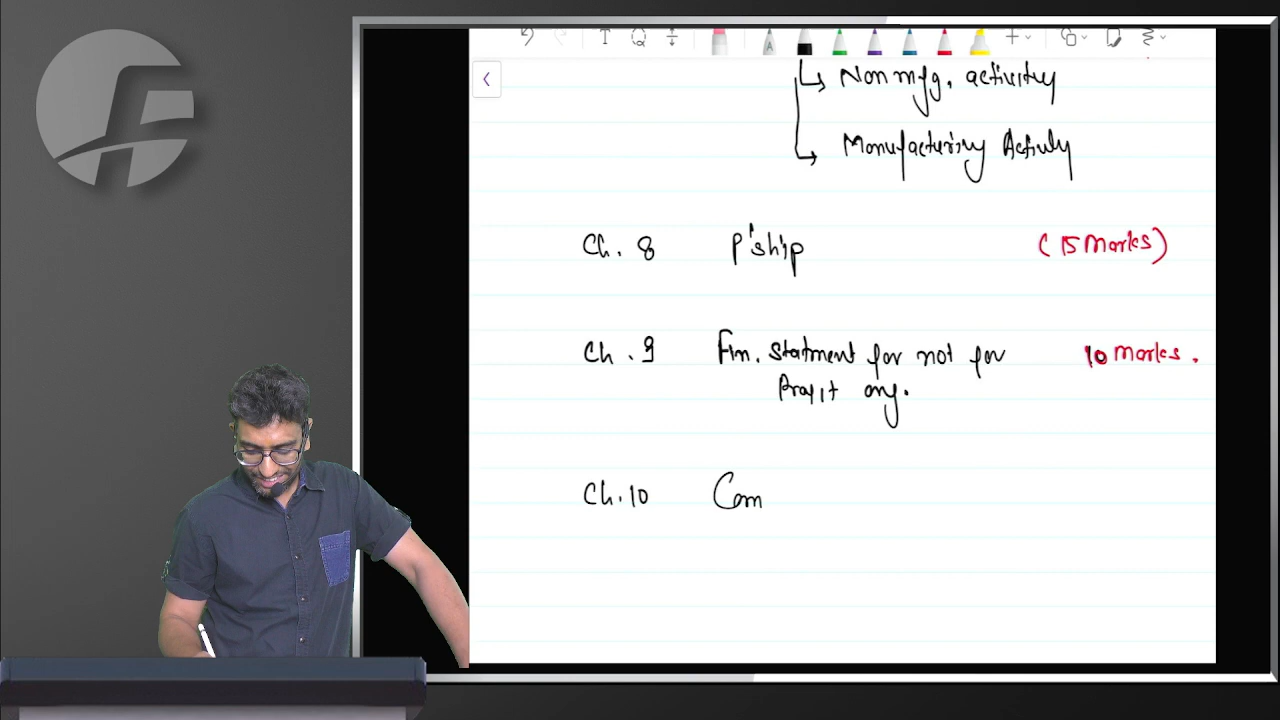 Non mfg. activity
Manufacturing Activity
Ch. 8 P'ship (15 Marks)
Ch. 9 Fin. Statment for not for 10 Marks.
Profit org.
Ch. 10 Com